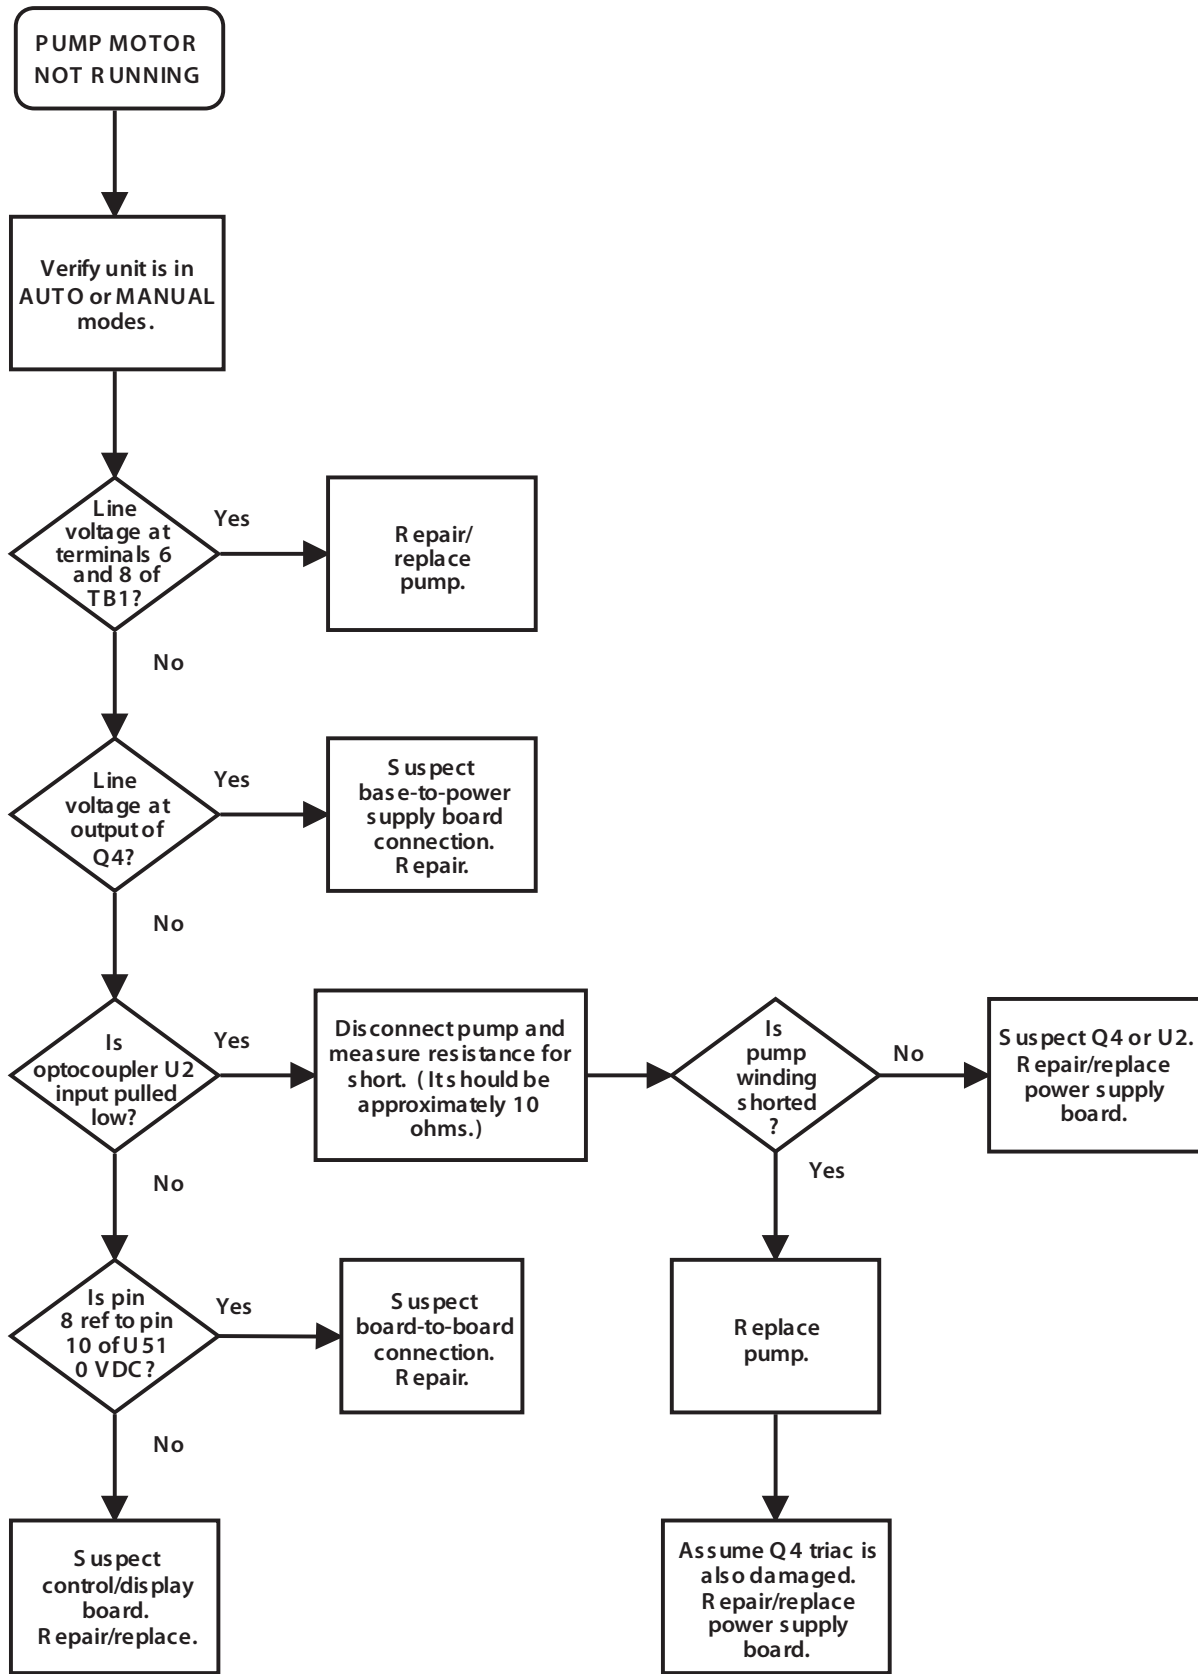 PUMP MOTOR
NOT RUNNING
Verify unit is in
AUTO or MANUAL
modes.
Line
voltage at
terminals 6
and 8 of
TB1?
Yes
Repair/
replace
pump.
No
Line
voltage at
output of
Q4?
Yes
Suspect
base-to-power
supply board
connection.
Repair.
No
Is
optocoupler U2
input pulled
low?
Yes
Disconnect pump and
measure resistance for
short. (It should be
approximately 10
ohms.)
Is
pump
winding
shorted
?
No
Suspect Q4 or U2.
Repair/replace
power supply
board.
Yes
No
Is pin
8 ref to pin
10 of U51
0 VDC?
Yes
Suspect
board-to-board
connection.
Repair.
Replace
pump.
No
Suspect
control/display
board.
Repair/replace.
Assume Q4 triac is
also damaged.
Repair/replace
power supply
board.